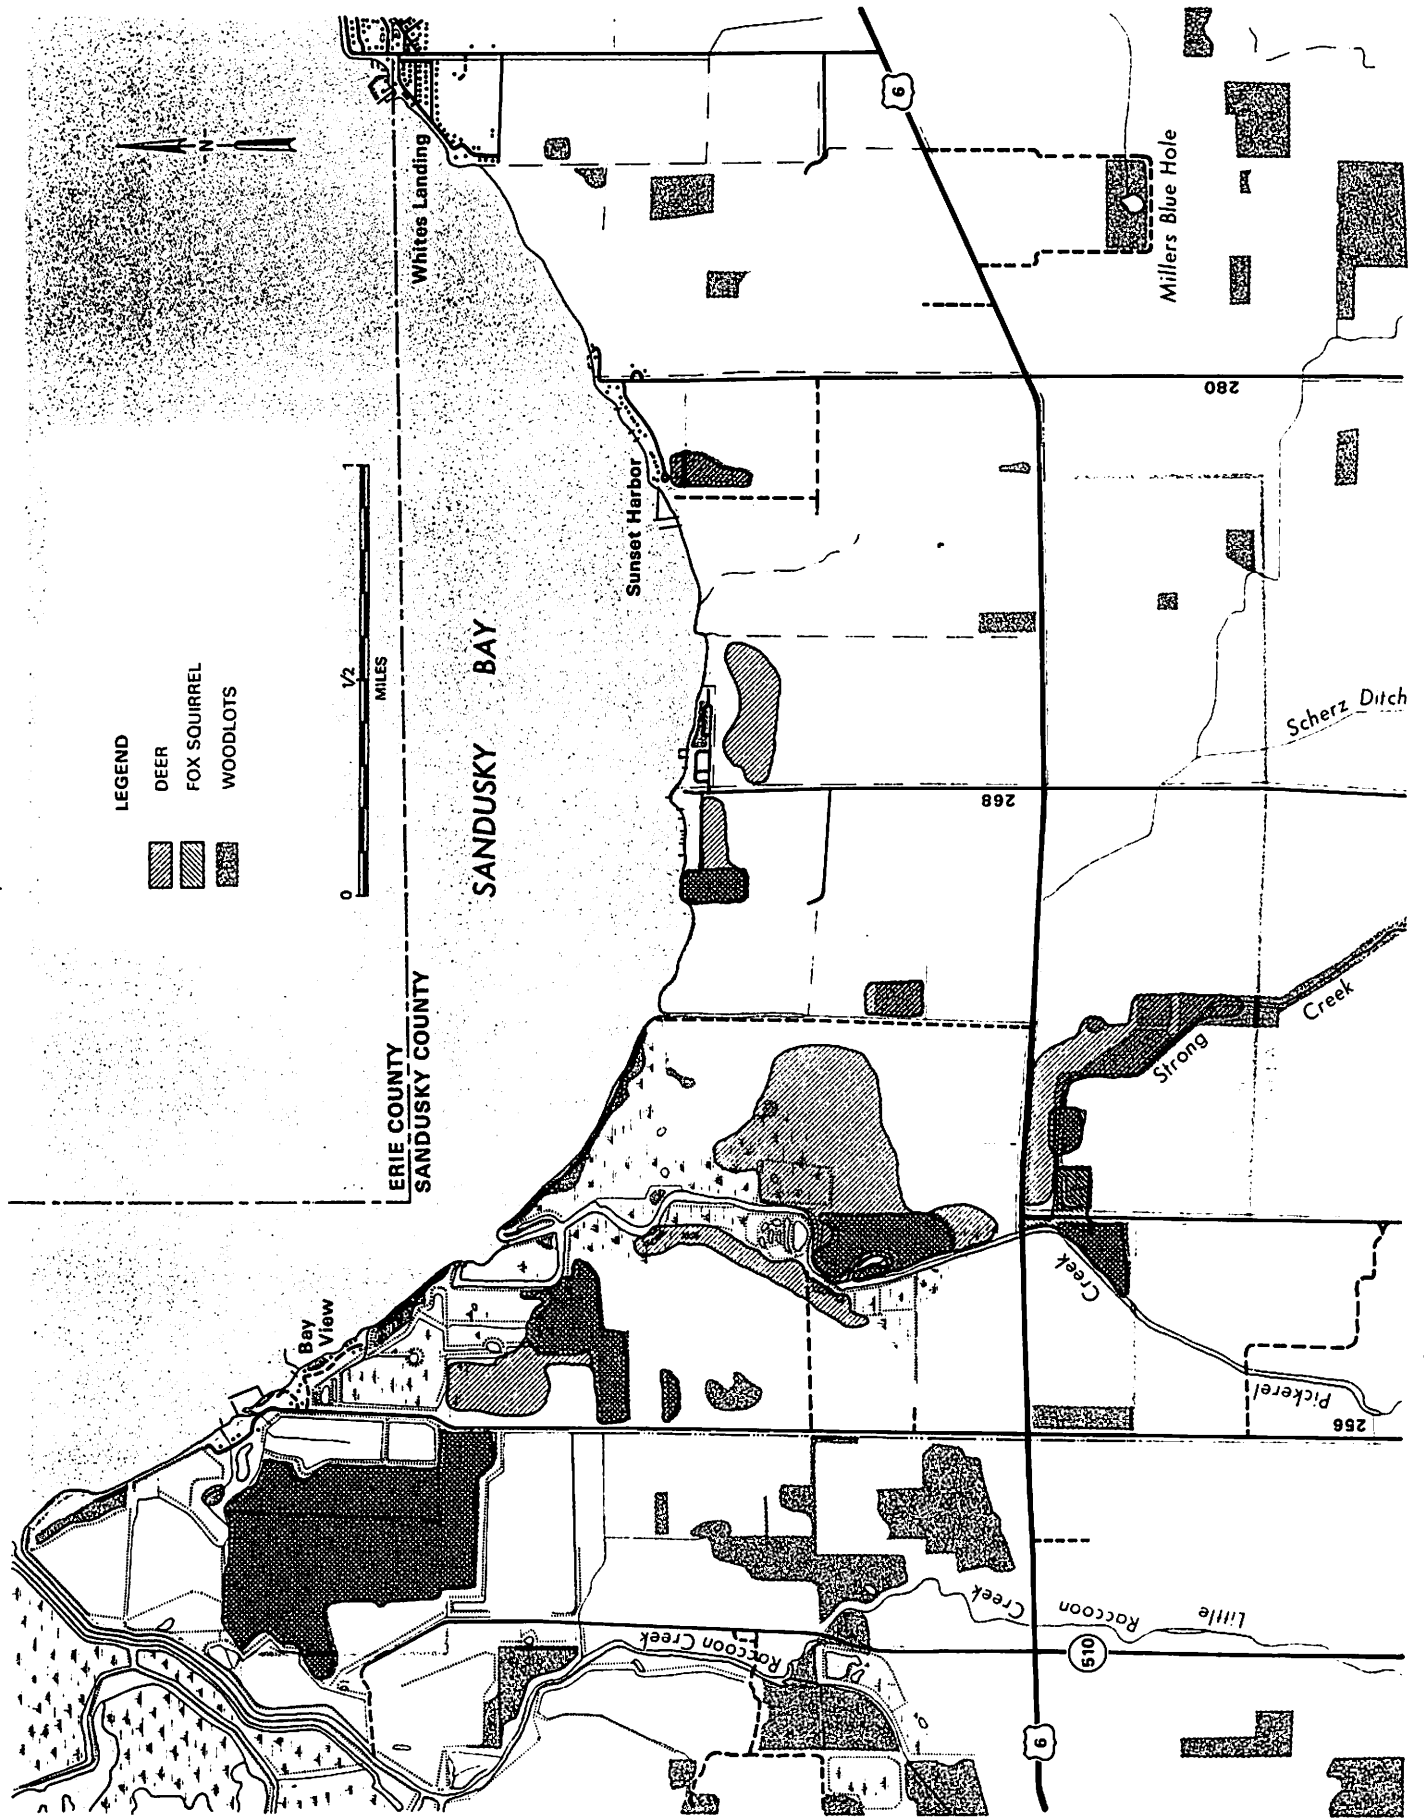 Whites Landing
N
6
Millers Blue Hole
280
Sunset Harbor
LEGEND
DEER
FOX SQUIRREL
WOODLOTS
0
1/2
1
MILES
SANDUSKY BAY
ERIE COUNTY
SANDUSKY COUNTY
Scherz Ditch
268
Strong
Creek
Bay
View
Creek
Pickerel
256
Raccoon Creek
Little Raccoon Creek
510
6